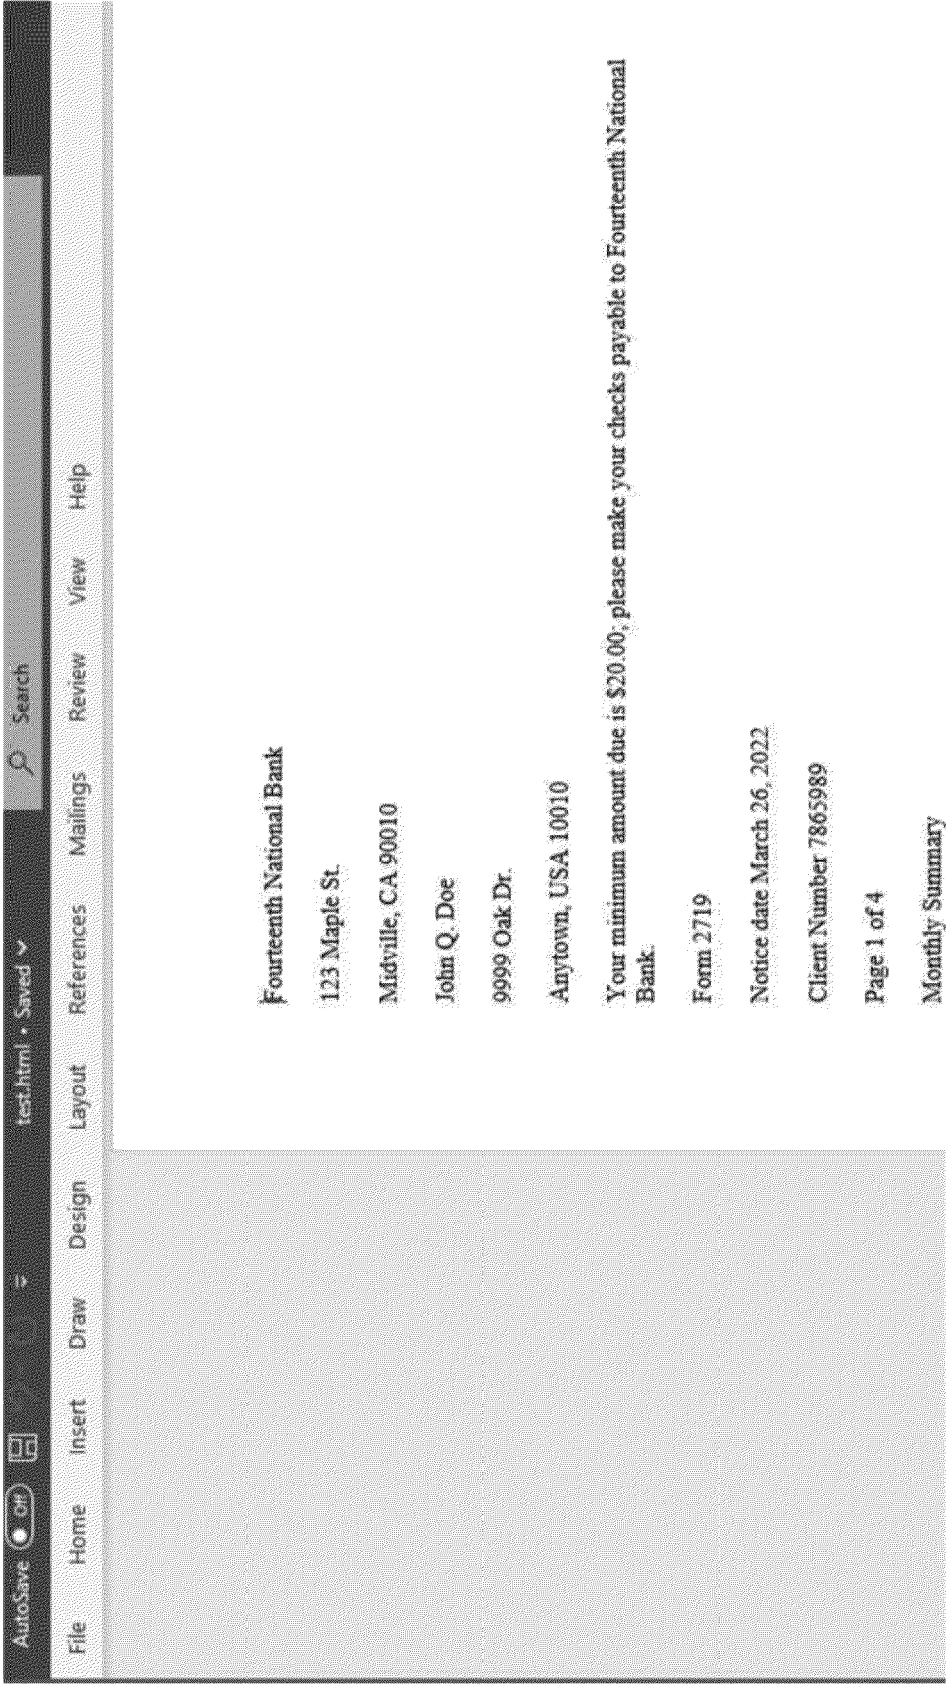 AutoSave Off test.html • Saved Search
File Home Insert Draw Design Layout References Mailings Review View Help
Fourteenth National Bank
123 Maple St.
Midville, CA 90010
John Q. Doe
9999 Oak Dr.
Anytown, USA 10010
Your minimum amount due is $20.00; please make your checks payable to Fourteenth National
Bank.
Form 2719
Notice date March 26, 2022
Client Number 7865989
Page 1 of 4
Monthly Summary